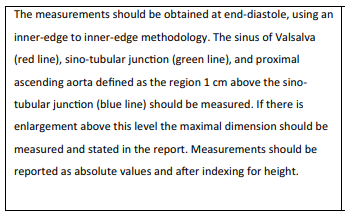 The measurements should be obtained at end-diastole, using an
inner-edge to inner-edge methodology. The sinus of Valsalva
(red line), sino-tubular junction (green line), and proximal
ascending aorta defined as the region 1 cm above the sino-
tubular junction (blue line) should be measured. If there is
enlargement above this level the maximal dimension should be
measured and stated in the report. Measurements should be
reported as absolute values and after indexing for height.